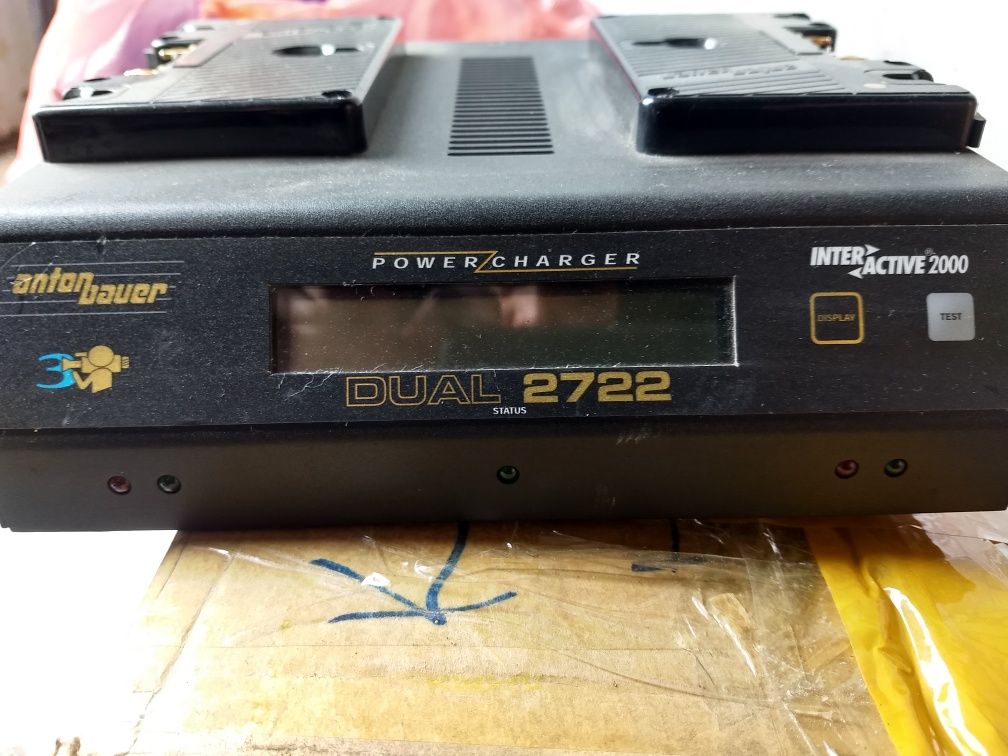 anton bauer
POWER CHARGER
INTER ACTIVE 2000
DISPLAY
TEST
DUAL 2722
STATUS